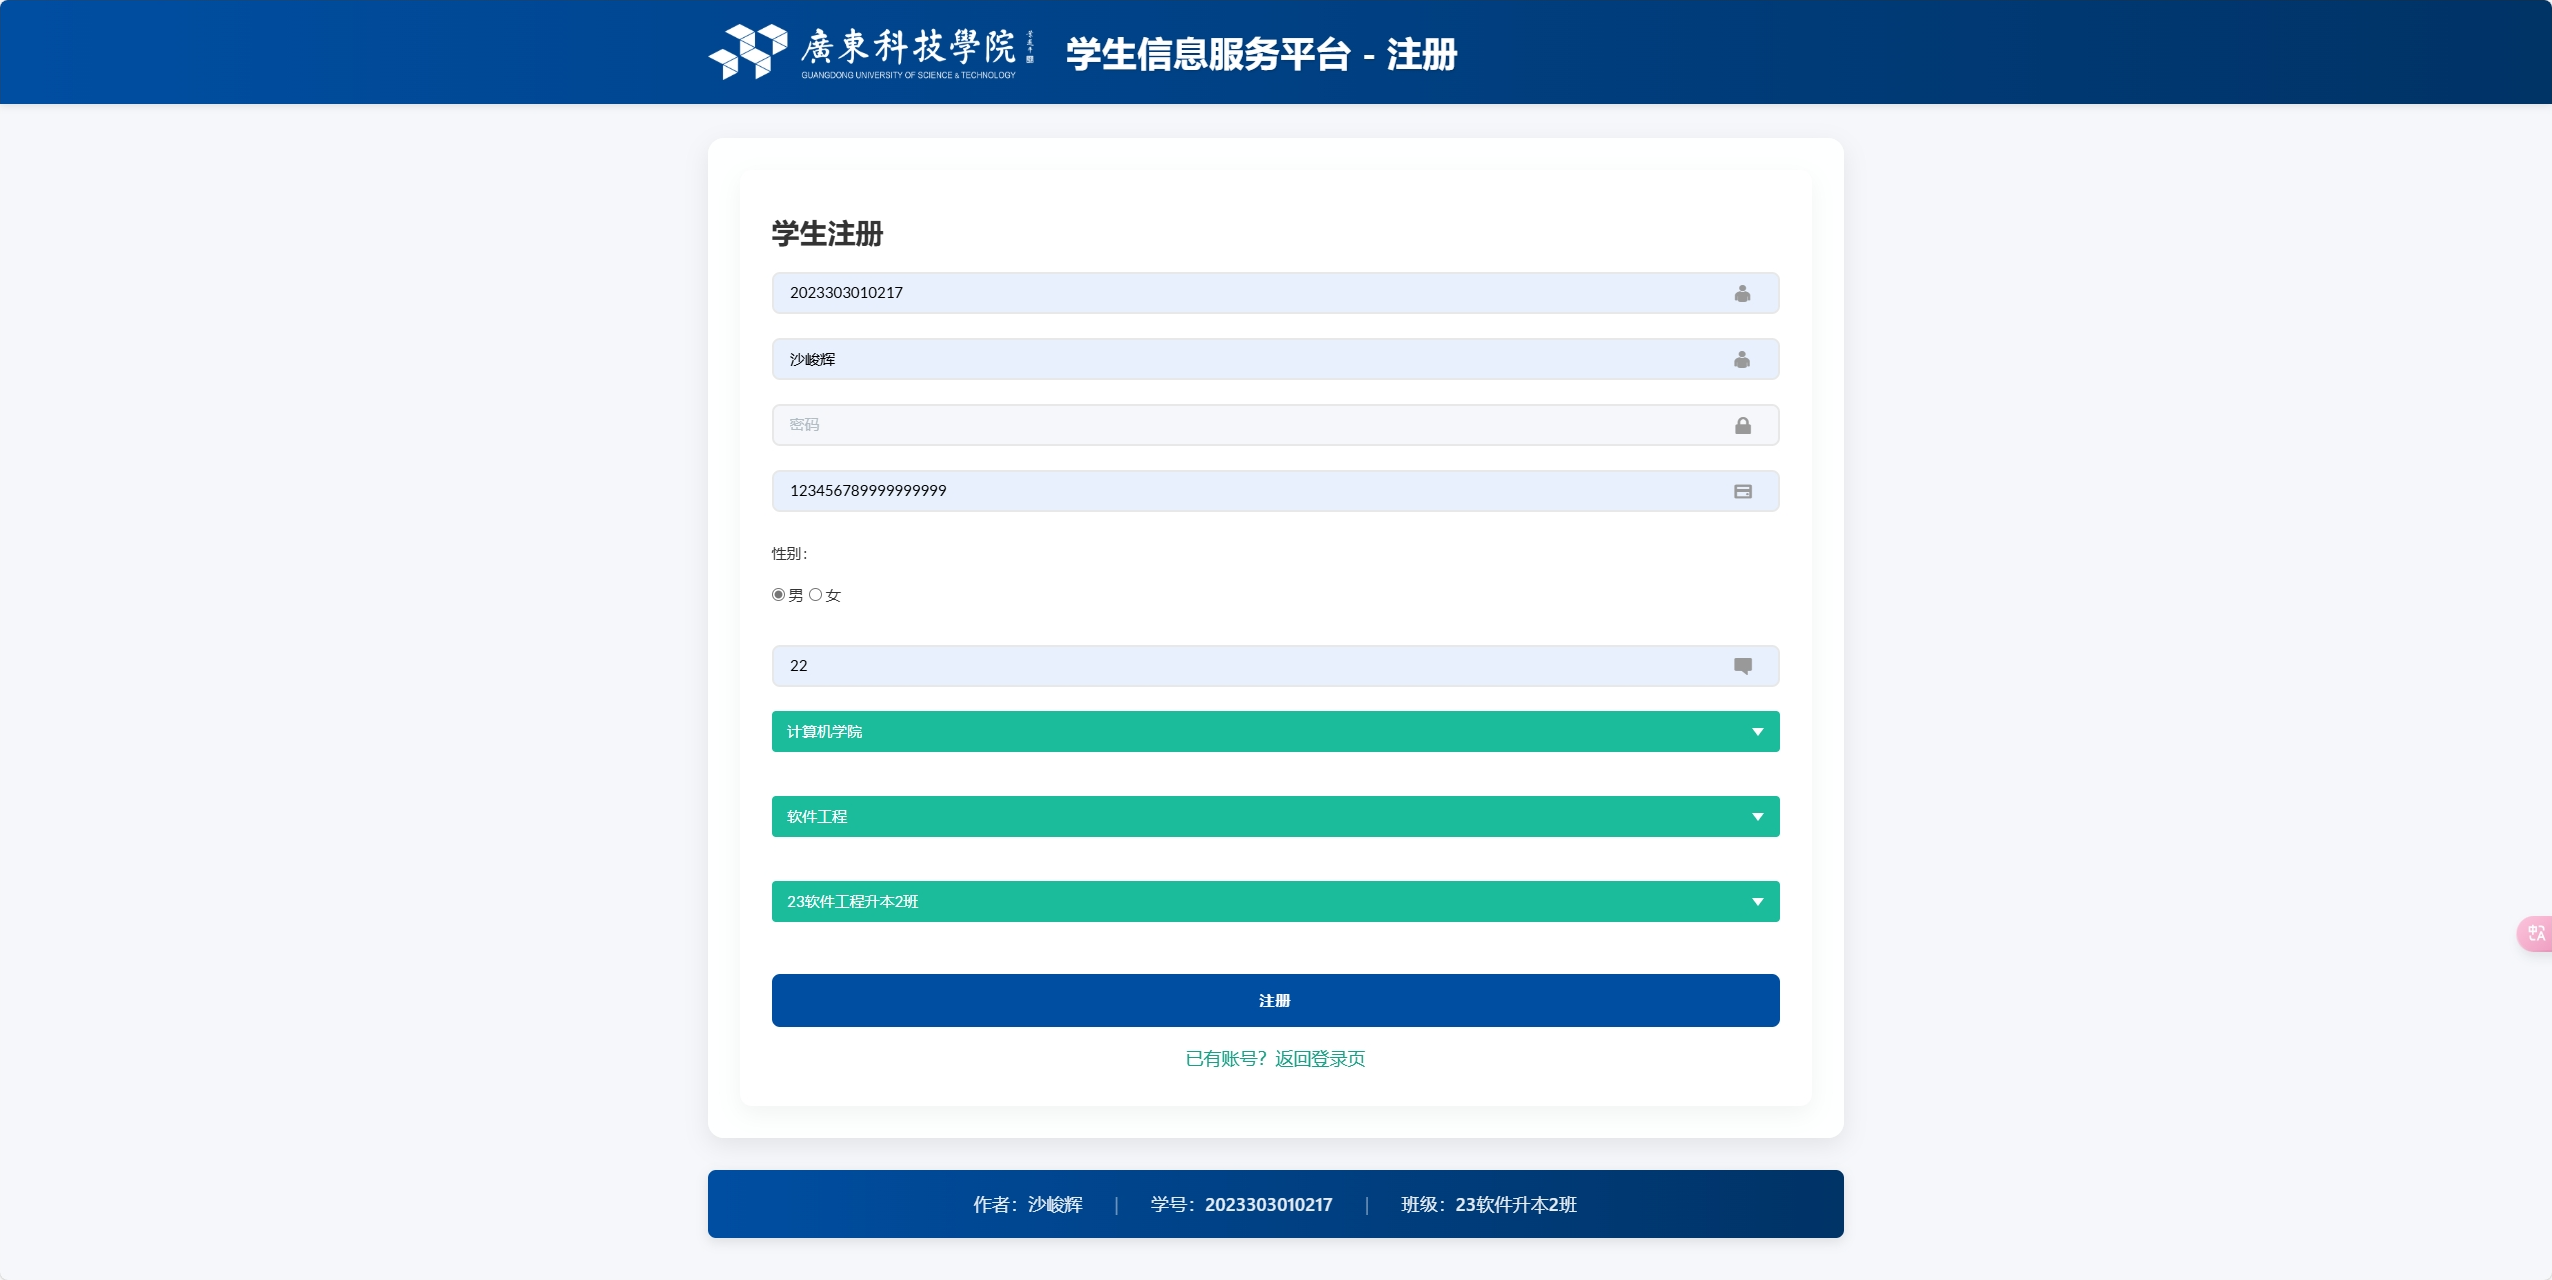 廣東科技學院
GUANGDONG UNIVERSITY OF SCIENCE & TECHNOLOGY
学生信息服务平台 - 注册
学生注册
2023303010217
沙峻辉
密码
123456789999999999
性别：
男 女
22
计算机学院
软件工程
23软件工程升本2班
注册
已有账号？返回登录页
作者：沙峻辉 | 学号：2023303010217 | 班级：23软件升本2班